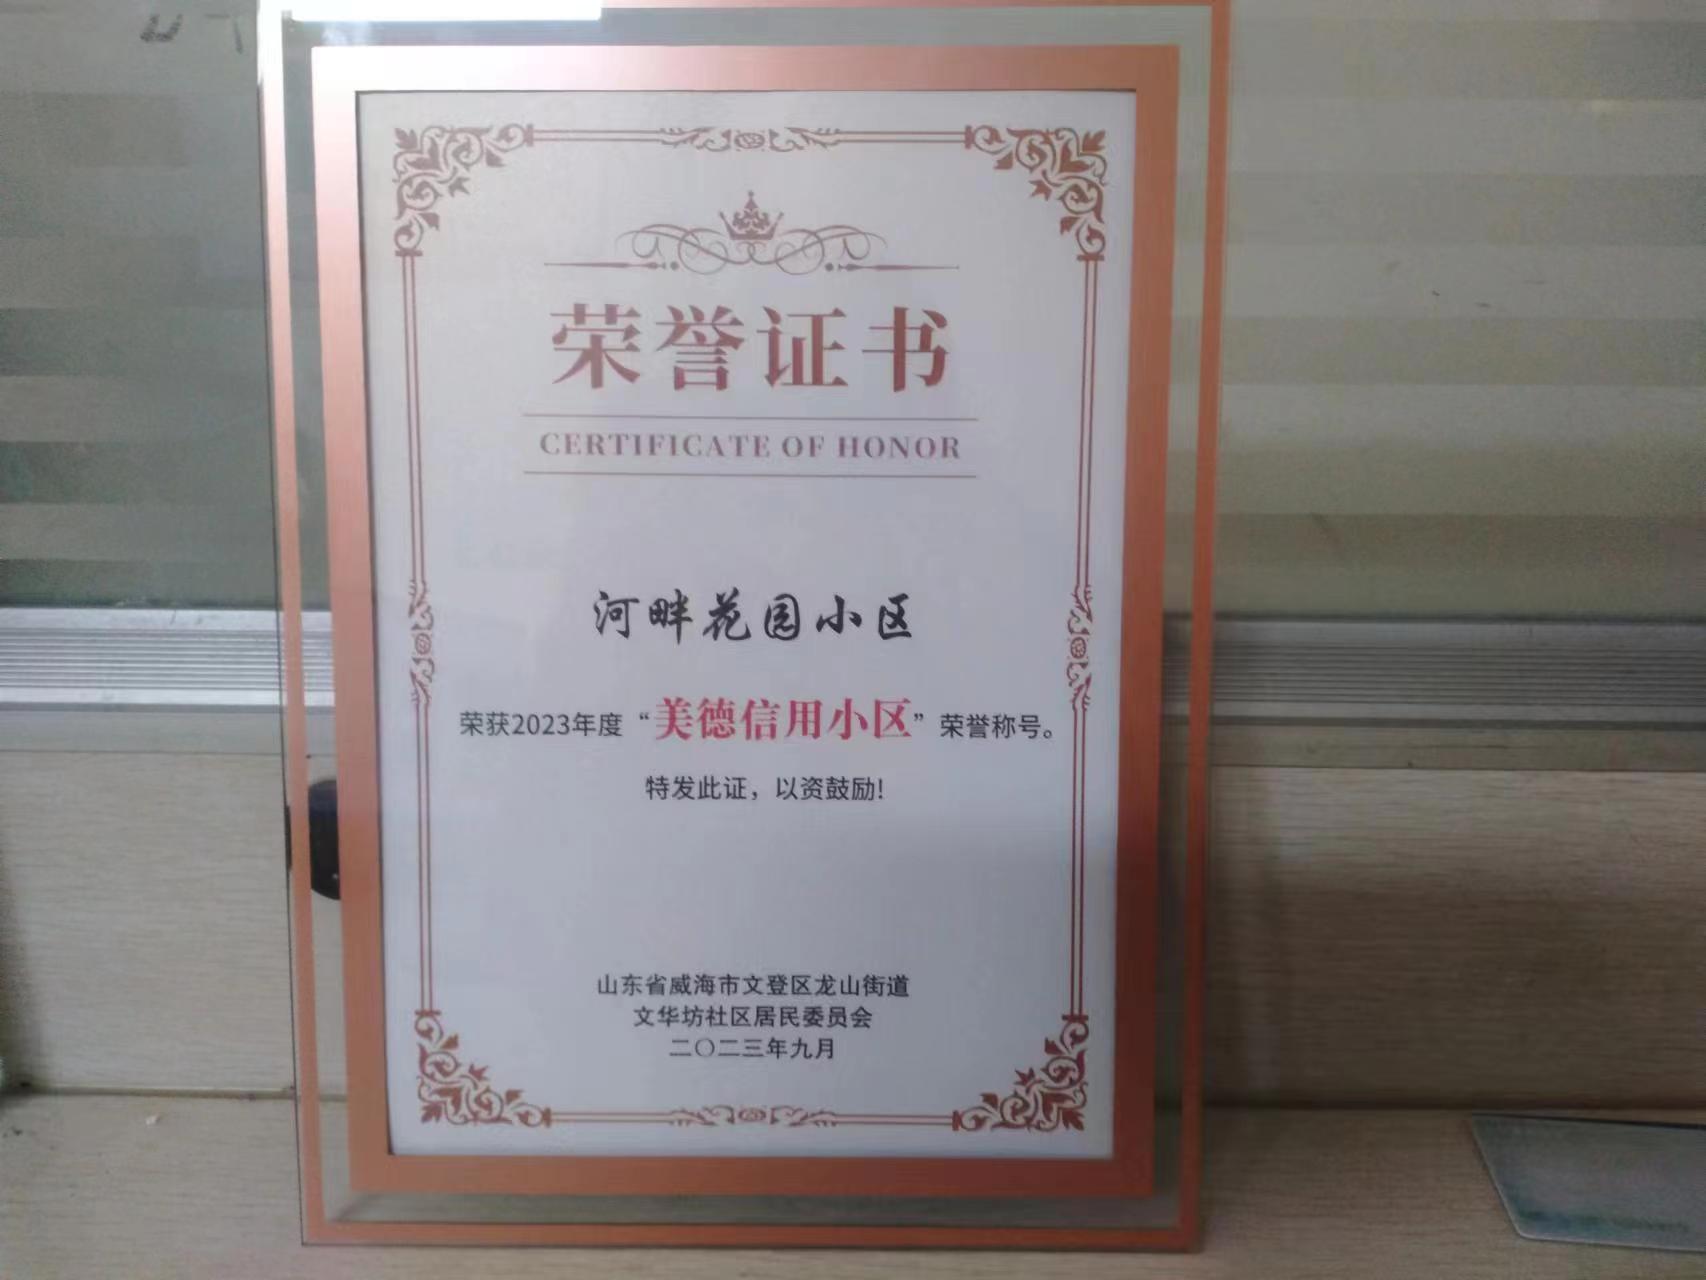 荣誉证书
CERTIFICATE OF HONOR
河畔花园小区
荣获2023年度“美德信用小区”荣誉称号。
特发此证，以资鼓励！
山东省威海市文登区龙山街道
文华坊社区居民委员会
二〇二三年九月